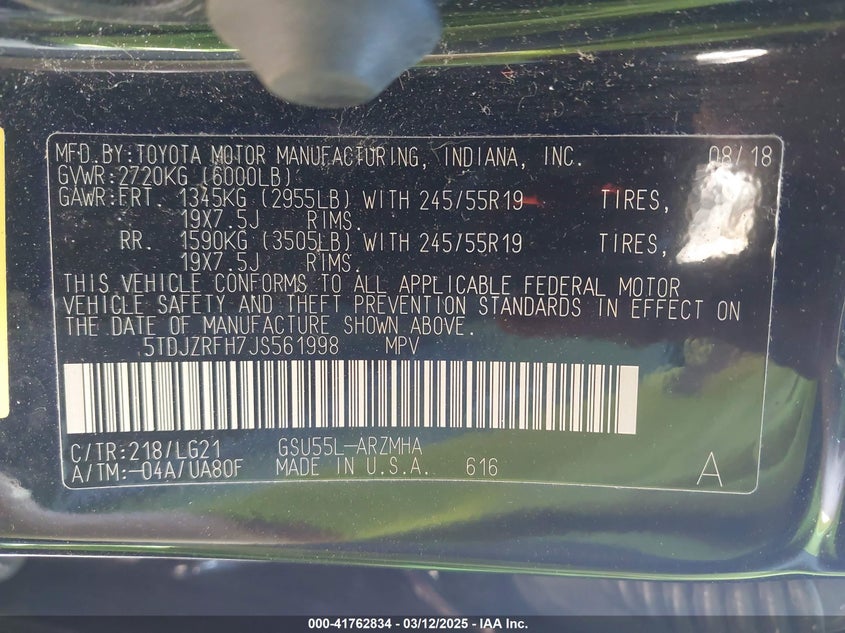 MFD.BY:TOYOTA MOTOR MANUFACTURING, INDIANA, INC. 08/18
GVWR:2720KG (6000LB)
GAWR:FRT. 1345KG (2955LB) WITH 245/55R19 TIRES,
19X7.5J RIMS.
RR. 1590KG (3505LB) WITH 245/55R19 TIRES,
19X7.5J RIMS.
THIS VEHICLE CONFORMS TO ALL APPLICABLE FEDERAL MOTOR
VEHICLE SAFETY AND THEFT PREVENTION STANDARDS IN EFFECT ON
THE DATE OF MANUFACTURE SHOWN ABOVE.
5TDJZRFH7JS561998 MPV
C/TR:218/LG21 GSU55L-ARZMHA
A/TM:-04A/UA80F MADE IN U.S.A. 616 A
000-41762834 / 03/12/2025 / IAA Inc.